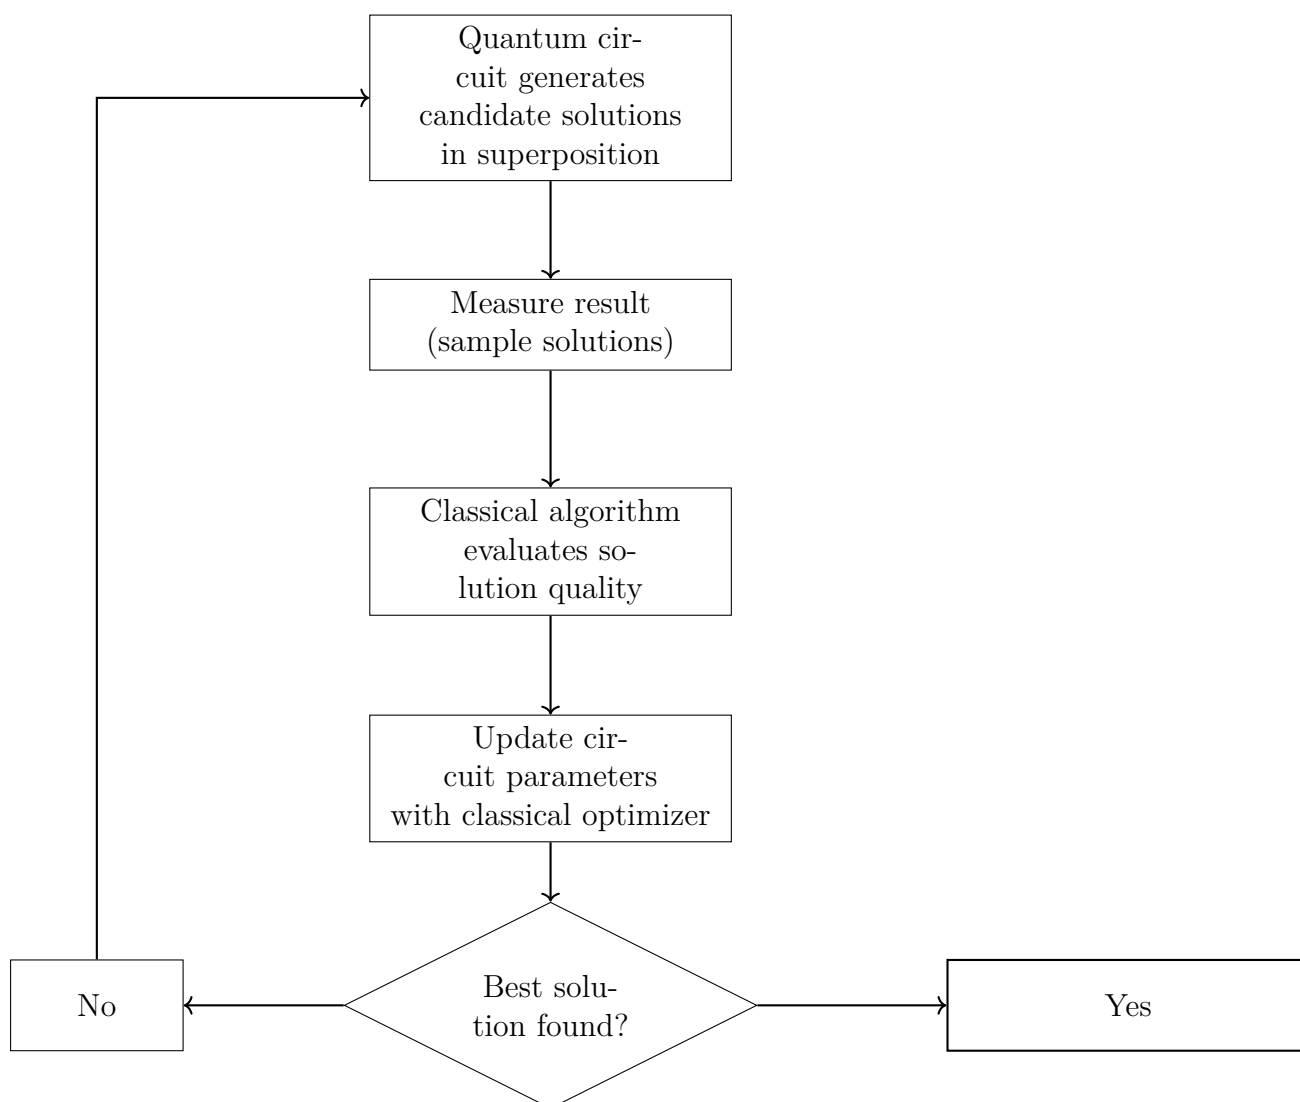 Quantum cir-
cuit generates
candidate solutions
in superposition
Measure result
(sample solutions)
Classical algorithm
evaluates so-
lution quality
Update cir-
cuit parameters
with classical optimizer
Best solu-
tion found?
No
Yes